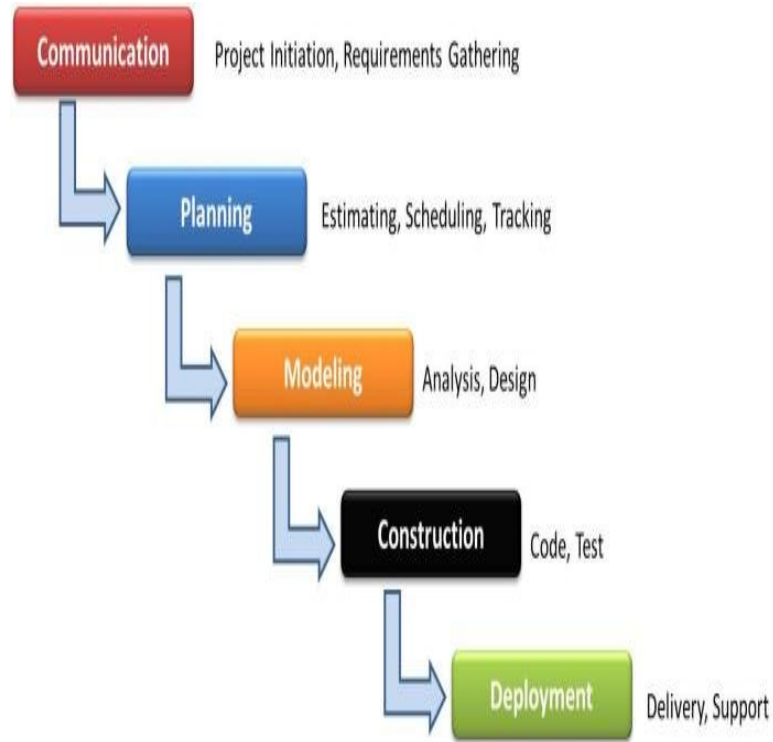 Communication Project Initiation, Requirements Gathering
Planning Estimating, Scheduling, Tracking
Modeling Analysis, Design
Construction Code, Test
Deployment Delivery, Support